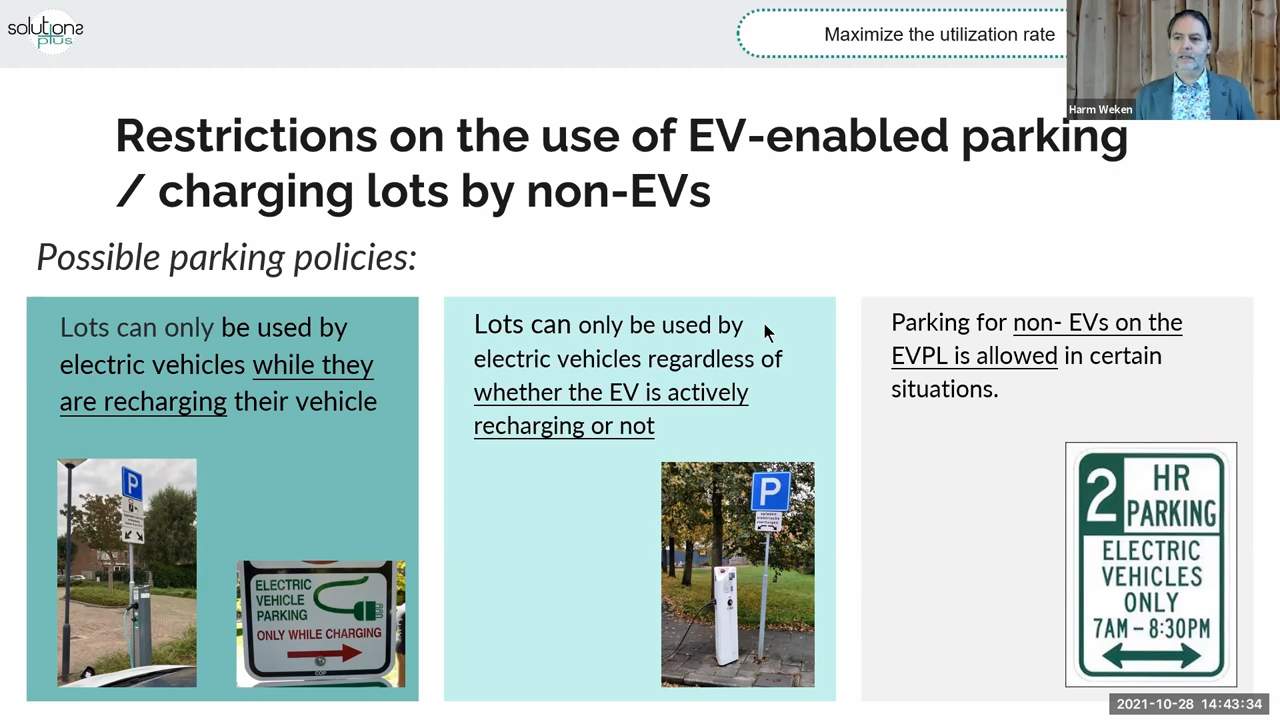 solutions
plus
Maximize the utilization rate
Harm Weken
Restrictions on the use of EV-enabled parking
/ charging lots by non-EVs
Possible parking policies:
Lots can only be used by
electric vehicles while they
are recharging their vehicle
P
ELECTRIC
VEHICLE
PARKING
ONLY WHILE CHARGING
Lots can only be used by
electric vehicles regardless of
whether the EV is actively
recharging or not
P
Parking for non- EVs on the
EVPL is allowed in certain
situations.
2 HR
PARKING
ELECTRIC
VEHICLES
ONLY
7AM – 8:30PM
2021-10-28 14:43:34